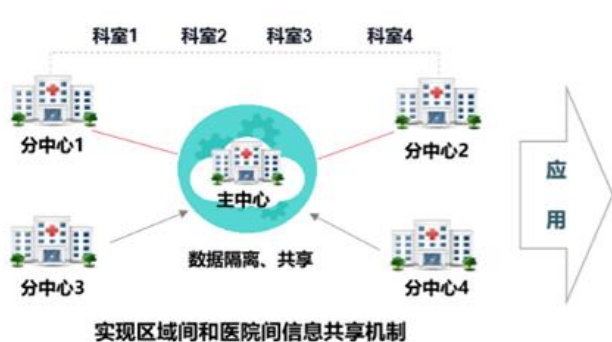 科室1 科室2 科室3 科室4
分中心1
分中心2
主中心
应
用
数据隔离、共享
分中心3
分中心4
实现区域间和医院间信息共享机制